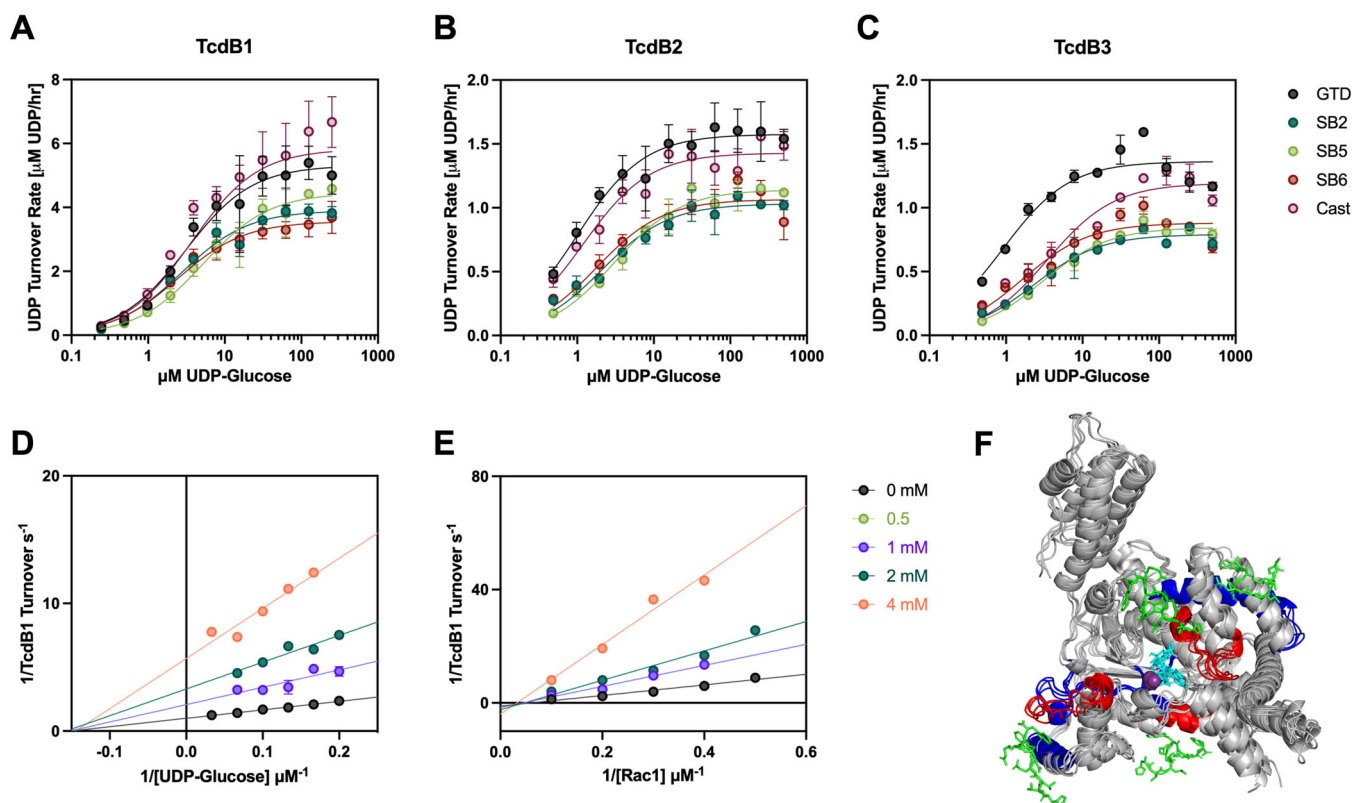 A
TcdB1
UDP Turnover Rate [µM UDP/hr]
8
6
4
2
0
0.1
1
10
100
1000
µM UDP-Glucose
B
TcdB2
UDP Turnover Rate [µM UDP/hr]
2.0
1.5
1.0
0.5
0.0
0.1
1
10
100
1000
µM UDP-Glucose
C
TcdB3
UDP Turnover Rate [µM UDP/hr]
2.0
1.5
1.0
0.5
0.0
0.1
1
10
100
1000
µM UDP-Glucose
GTD
SB2
SB5
SB6
Cast
D
1/TcdB1 Turnover s-1
20
10
0
-0.1
0.0
0.1
0.2
1/[UDP-Glucose] µM-1
E
1/TcdB1 Turnover s-1
80
40
0
0.0
0.2
0.4
0.6
1/[Rac1] µM-1
0 mM
0.5
1 mM
2 mM
4 mM
F